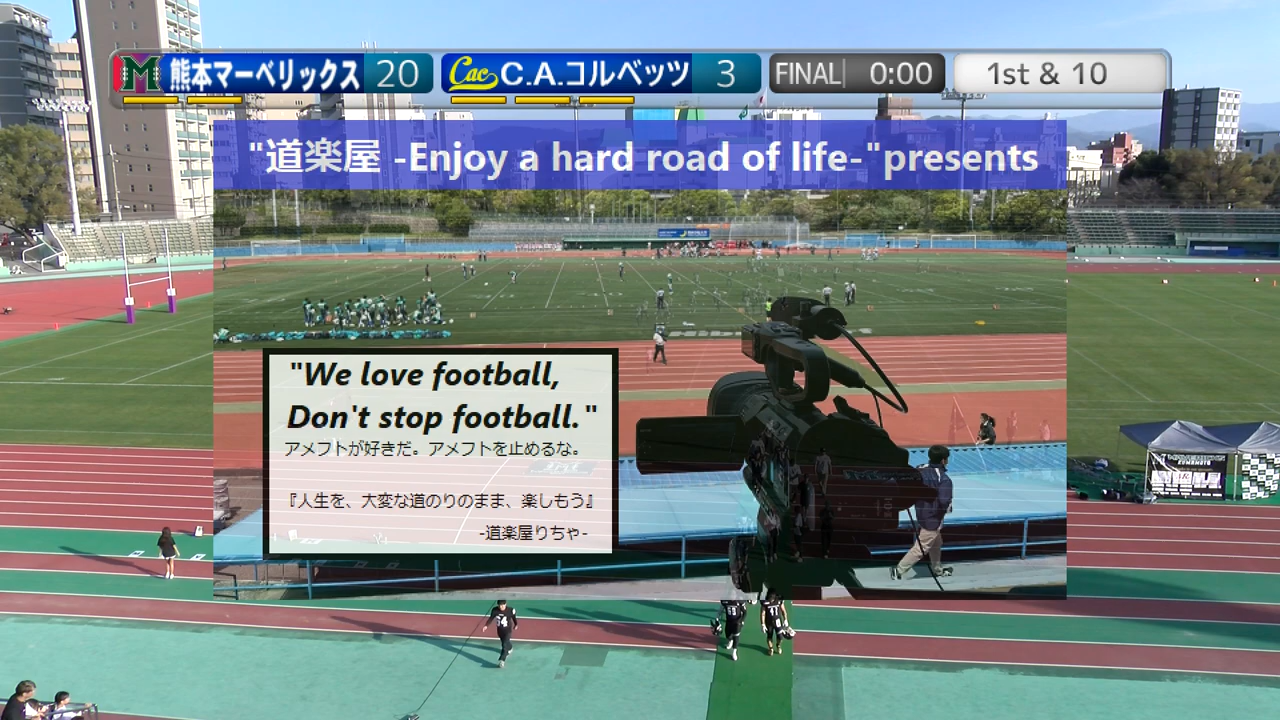 M 熊本マーベリックス 20 Cac C.A.コルベッツ 3 FINAL 0:00 1st & 10
"道楽屋 -Enjoy a hard road of life-"presents
"We love football,
Don't stop football."
アメフトが好きだ。アメフトを止めるな。
『人生を、大変な道のりのまま、楽しもう』
-道楽屋りちゃ-